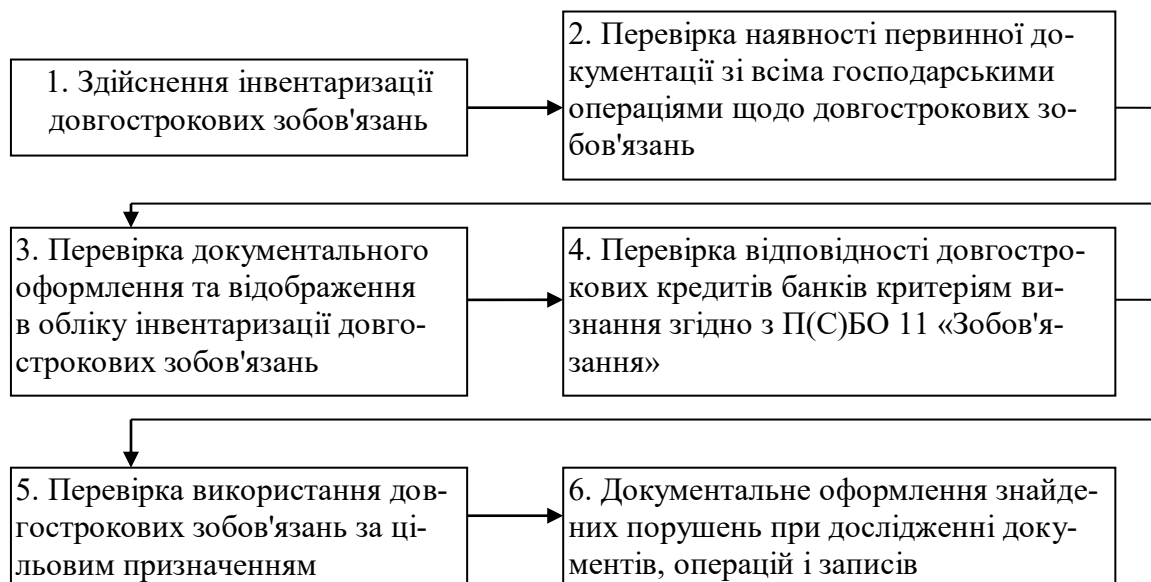 1. Здійснення інвентаризації
довгострокових зобов'язань
2. Перевірка наявності первинної до-
кументації зі всіма господарськими
операціями щодо довгострокових зо-
бов'язань
3. Перевірка документального
оформлення та відображення
в обліку інвентаризації довго-
строкових зобов'язань
4. Перевірка відповідності довгостро-
кових кредитів банків критеріям ви-
знання згідно з П(С)БО 11 «Зобов'я-
зання»
5. Перевірка використання дов-
гострокових зобов'язань за ці-
льовим призначенням
6. Документальне оформлення знайде-
них порушень при дослідженні доку-
ментів, операцій і записів